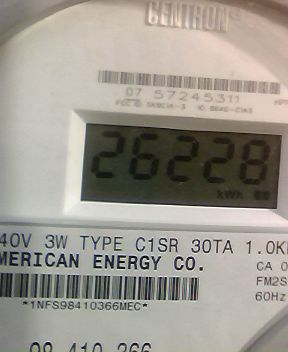 CENTRON®
07 57245311
26228
kWh
40V 3W TYPE C1SR 30TA 1.0K
MERICAN ENERGY CO.
CA 0
FM2S
60Hz
*1NFS98410366MEC*
98 410 366